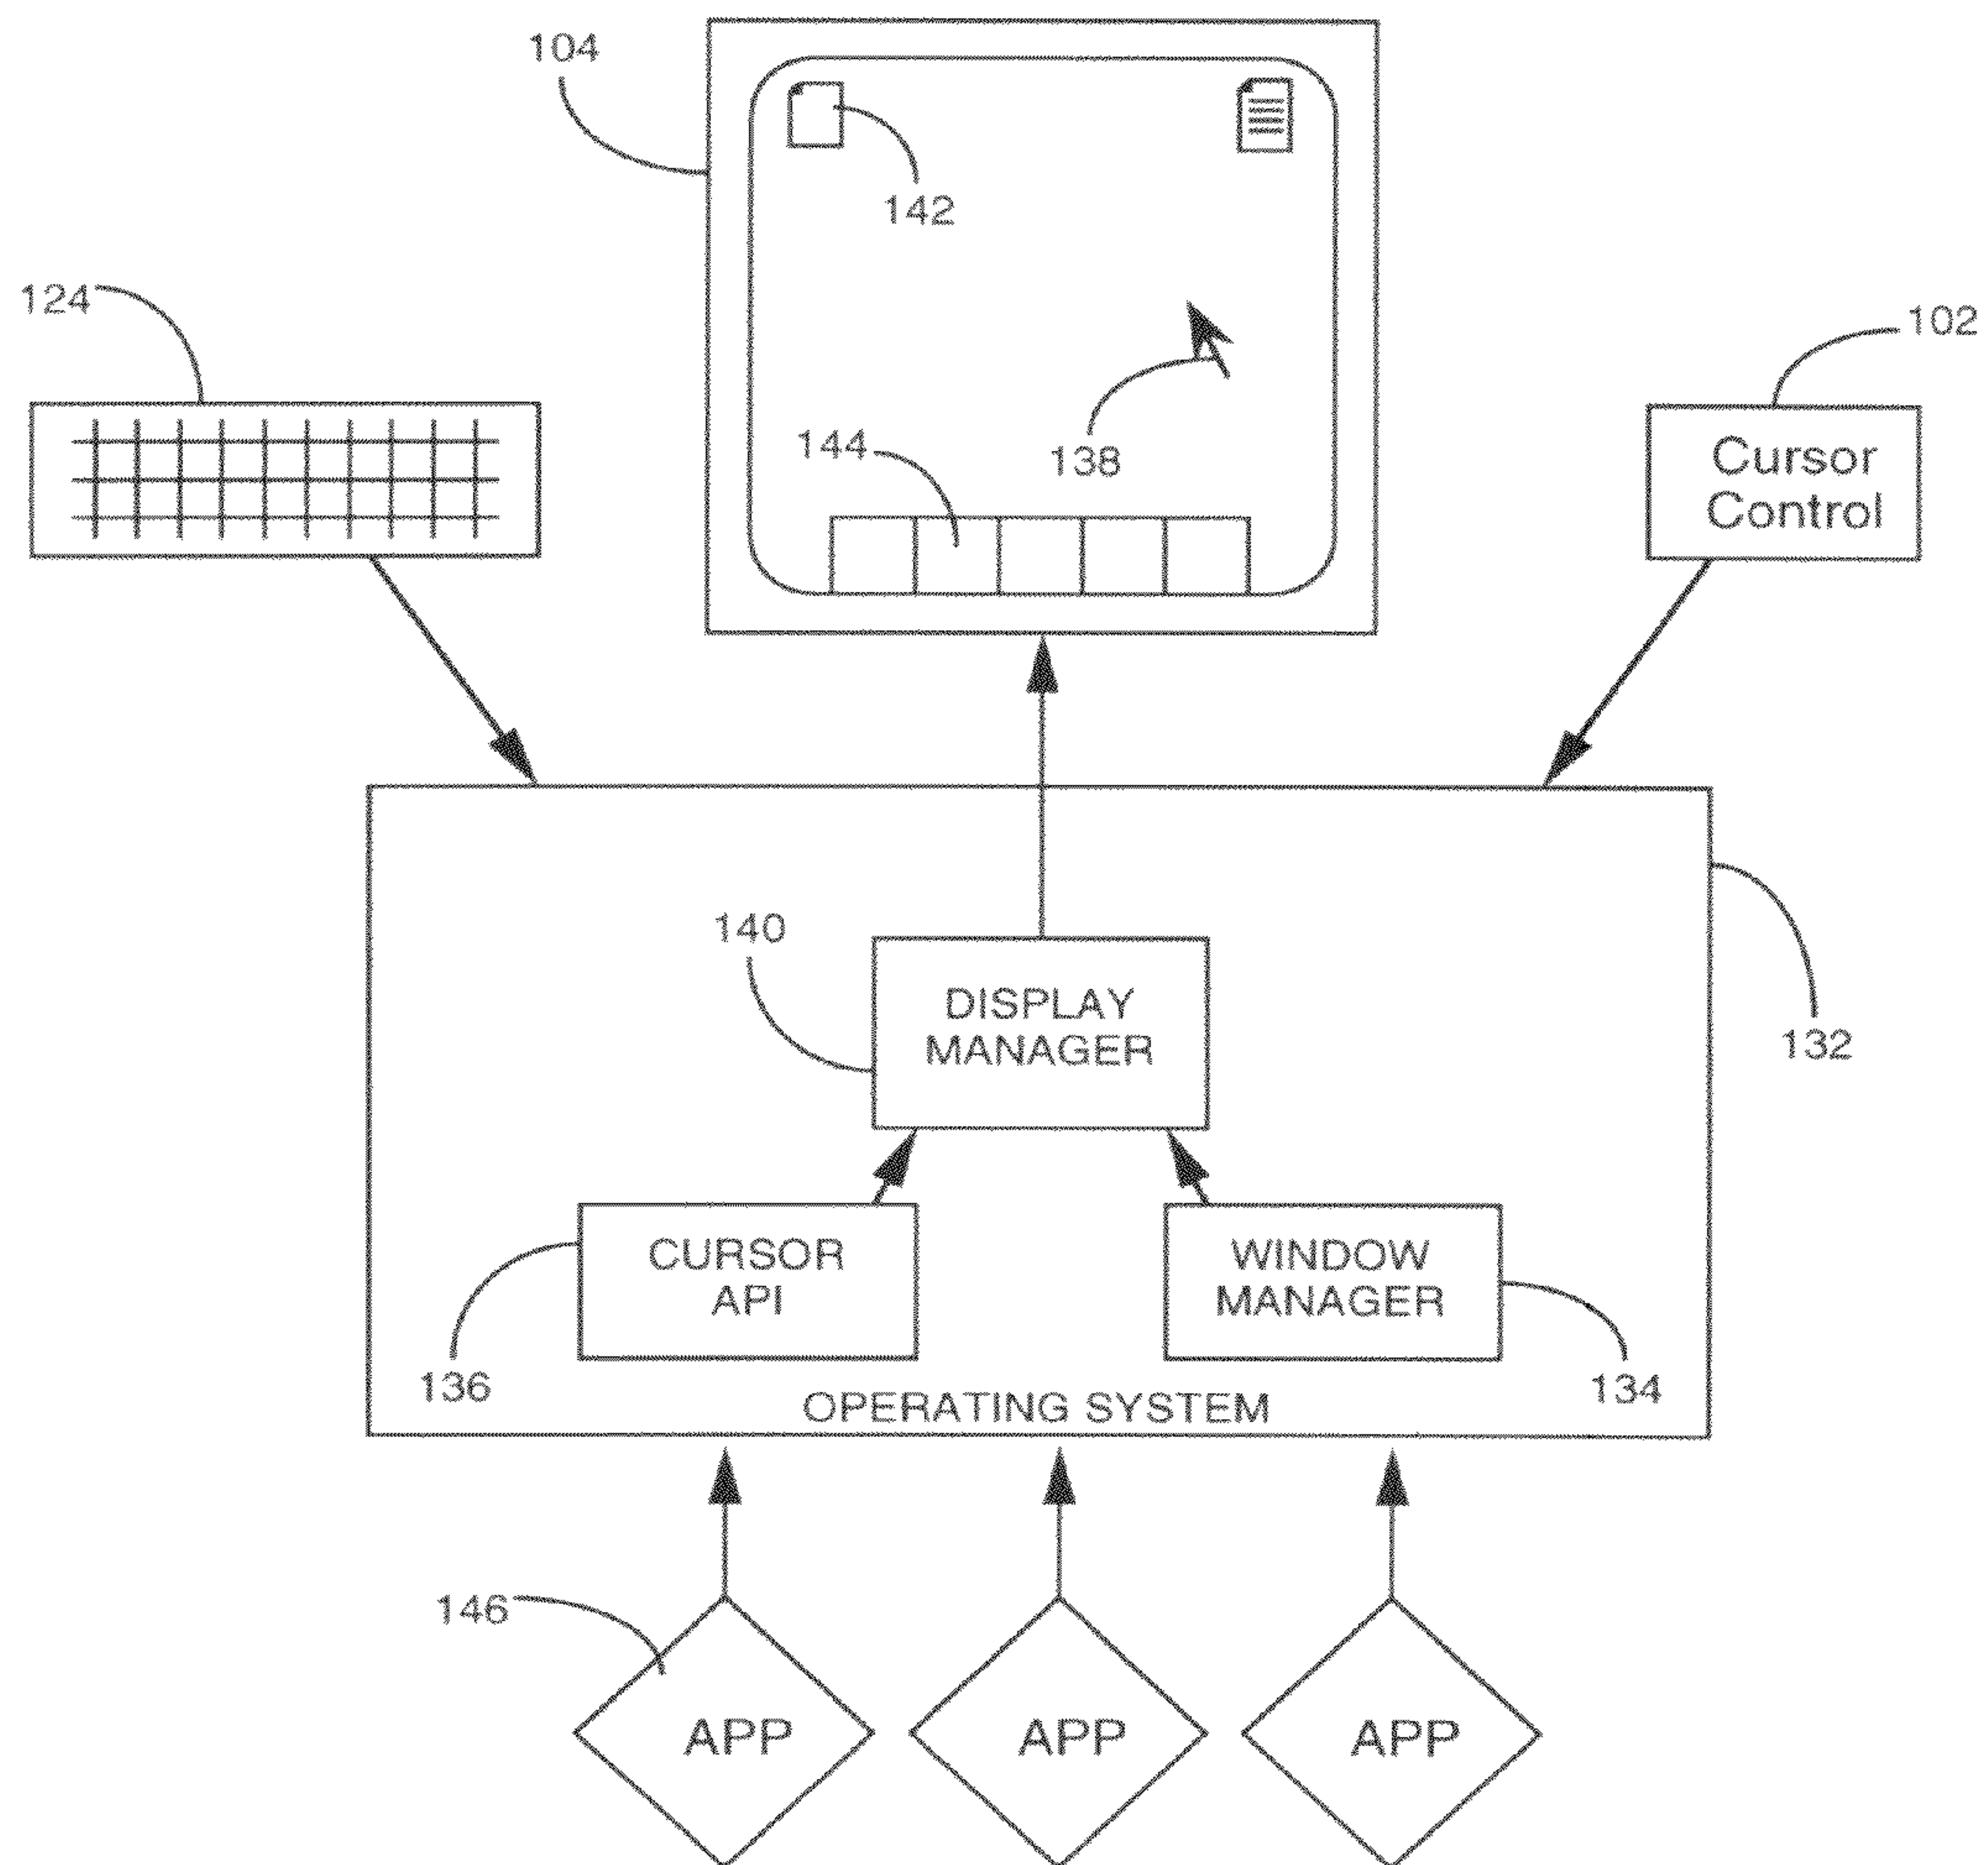 104
142
124
102
Cursor
Control
138
144
140
DISPLAY
MANAGER
132
CURSOR
API
WINDOW
MANAGER
136
134
OPERATING SYSTEM
146
APP
APP
APP